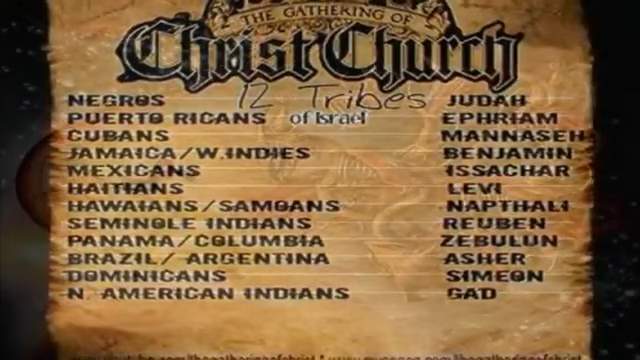 THE GATHERING OF
Christ Church
12 Tribes
of Israel
NEGROS JUDAH
PUERTO RICANS EPHRIAM
CUBANS MANNASEH
JAMAICA/W.INDIES BENJAMIN
MEXICANS ISSACHAR
HAITIANS LEVI
HAWAIANS/SAMOANS NAPTHALI
SEMINOLE INDIANS REUBEN
PANAMA/COLUMBIA ZEBULUN
BRAZIL/ ARGENTINA ASHER
DOMINICANS SIMEON
N. AMERICAN INDIANS GAD